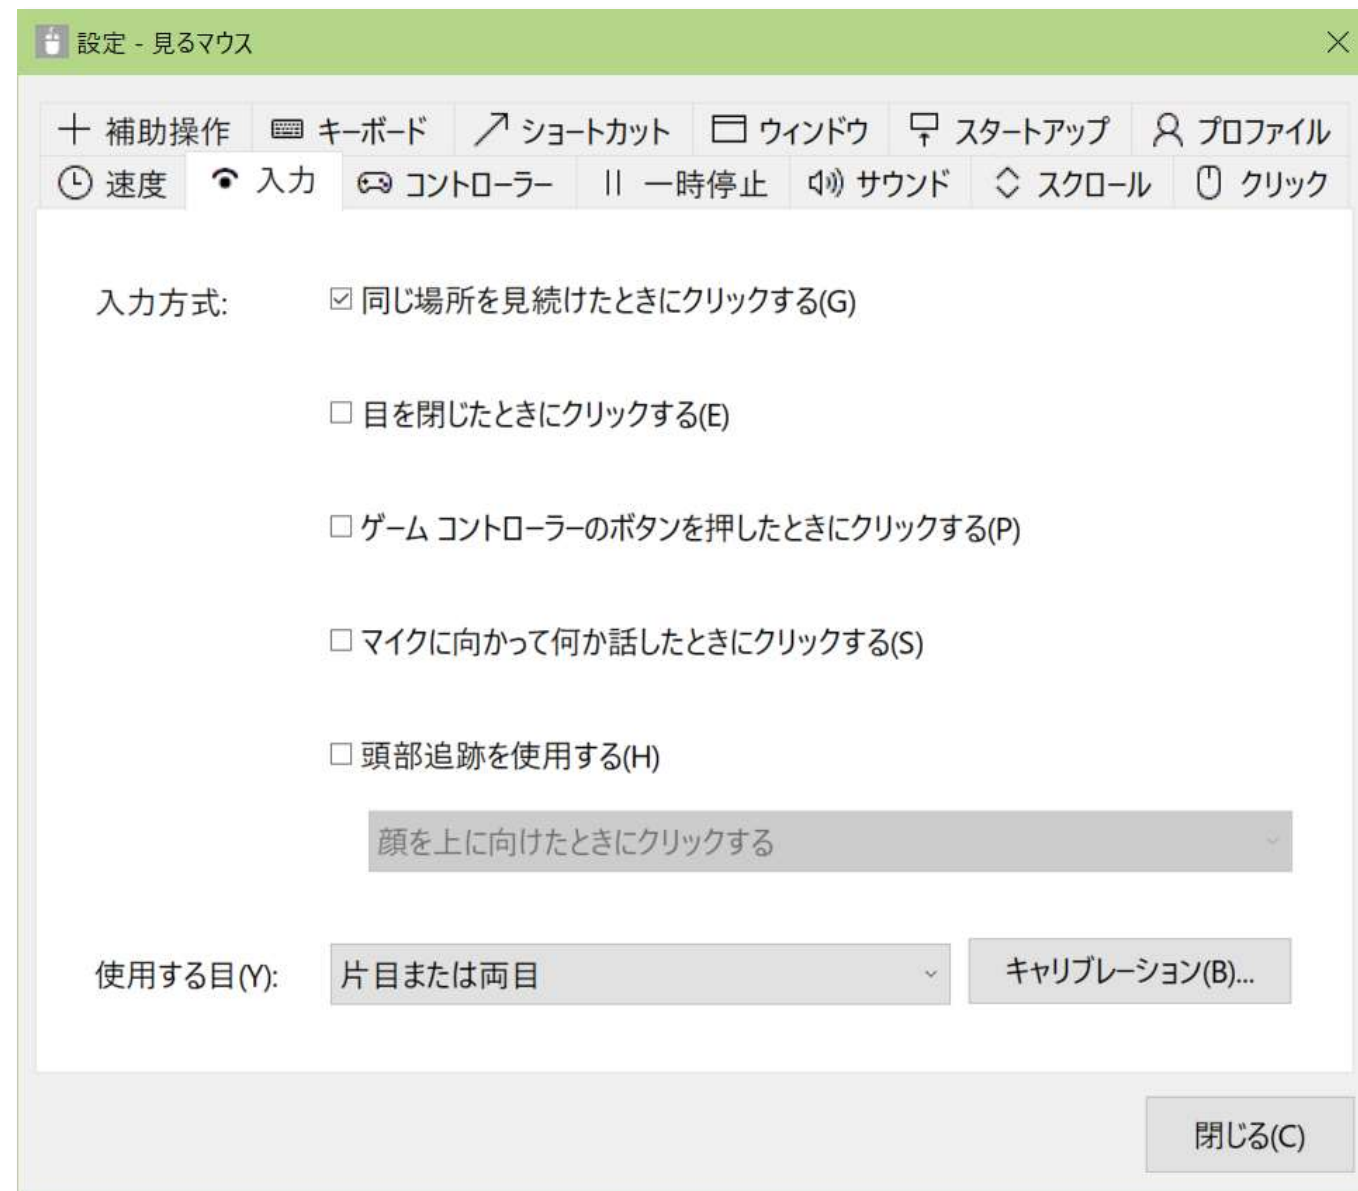 設定 - 見るマウス
補助操作 キーボード ショートカット ウィンドウ スタートアップ プロファイル
速度 入力 コントローラー 一時停止 サウンド スクロール クリック
入力方式: 同じ場所を見続けたときにクリックする(G)
目を閉じたときにクリックする(E)
ゲーム コントローラーのボタンを押したときにクリックする(P)
マイクに向かって何か話したときにクリックする(S)
頭部追跡を使用する(H)
顔を上に向けたときにクリックする
使用する目(Y): 片目または両目 キャリブレーション(B)...
閉じる(C)